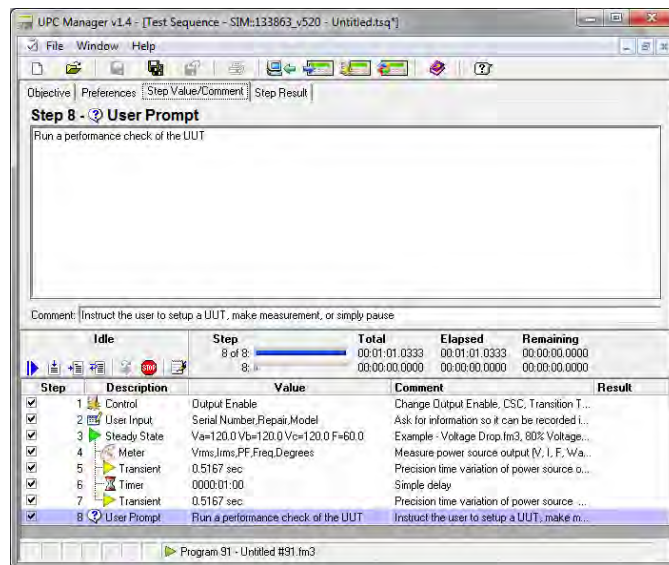 UPC Manager v1.4 - [Test Sequence - SIM::133863_v520 - Untitled.tsq*]
File Window Help
Objective Preferences Step Value/Comment Step Result
Step 8 - User Prompt
Run a performance check of the UUT
Comment: Instruct the user to setup a UUT, make measurement, or simply pause
Idle Step Total Elapsed Remaining
8 of 8: 00:01:01.0333 00:01:01.0333 00:00:00.0000
STOP 8: 00:00:00.0000 00:00:00.0000 00:00:00.0000
Step Description Value Comment Result
1 Control Output Enable Change Output Enable, CSC, Transition T...
2 User Input Serial Number,Repair,Model Ask for information so it can be recorded i...
3 Steady State Va=120.0 Vb=120.0 Vc=120.0 F=60.0 Example - Voltage Drop.fm3, 80% Voltage...
4 Meter Vrms,Irms,PF,Freq,Degrees Measure power source output (V, I, F, Wa...
5 Transient 0.5167 sec Precision time variation of power source o...
6 Timer 0000:01:00 Simple delay
7 Transient 0.5167 sec Precision time variation of power source ...
8 User Prompt Run a performance check of the UUT Instruct the user to setup a UUT, make m...
Program 91 - Untitled #91.fm3